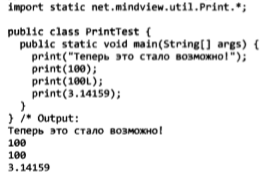 import static net.mindview.util.Print.*;
public class PrintTest {
public static void main(String[] args) {
print("Теперь это стало возможно!");
print(100);
print(100L);
print(3.14159);
}
} /* Output:
Теперь это стало возможно!
100
100
3.14159